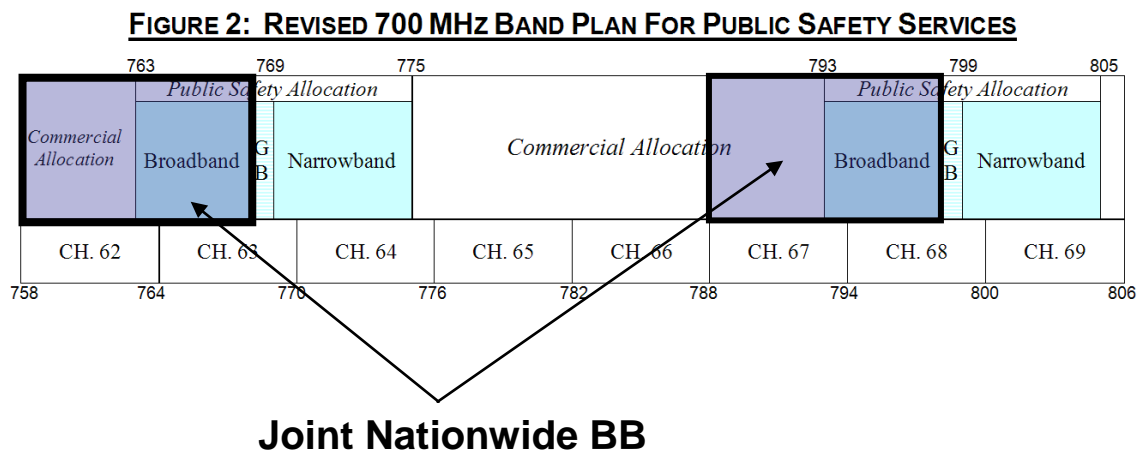 FIGURE 2: REVISED 700 MHZ BAND PLAN FOR PUBLIC SAFETY SERVICES
763 769 775 793 799 805
Public Safety Allocation Public Safety Allocation
Commercial
Allocation
Broadband
G
B
Narrowband
Commercial Allocation
Broadband
G
B
Narrowband
CH. 62 CH. 63 CH. 64 CH. 65 CH. 66 CH. 67 CH. 68 CH. 69
758 764 770 776 782 788 794 800 806
Joint Nationwide BB